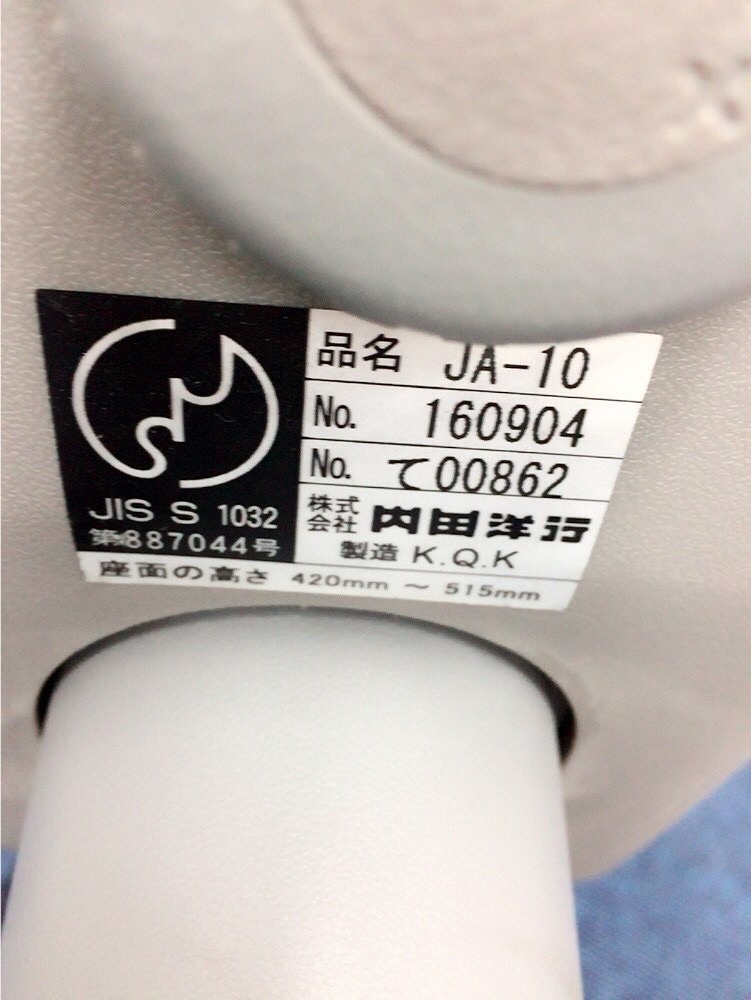 品名 JA-10
No. 160904
No. て00862
株式会社 内田洋行
製造 K.Q.K
JIS S 1032
第887044号
座面の高さ 420mm ～ 515mm